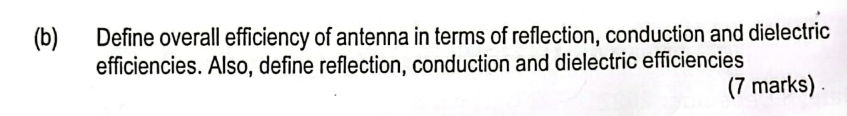 (b) Define overall efficiency of antenna in terms of reflection, conduction and dielectric
efficiencies. Also, define reflection, conduction and dielectric efficiencies
(7 marks)